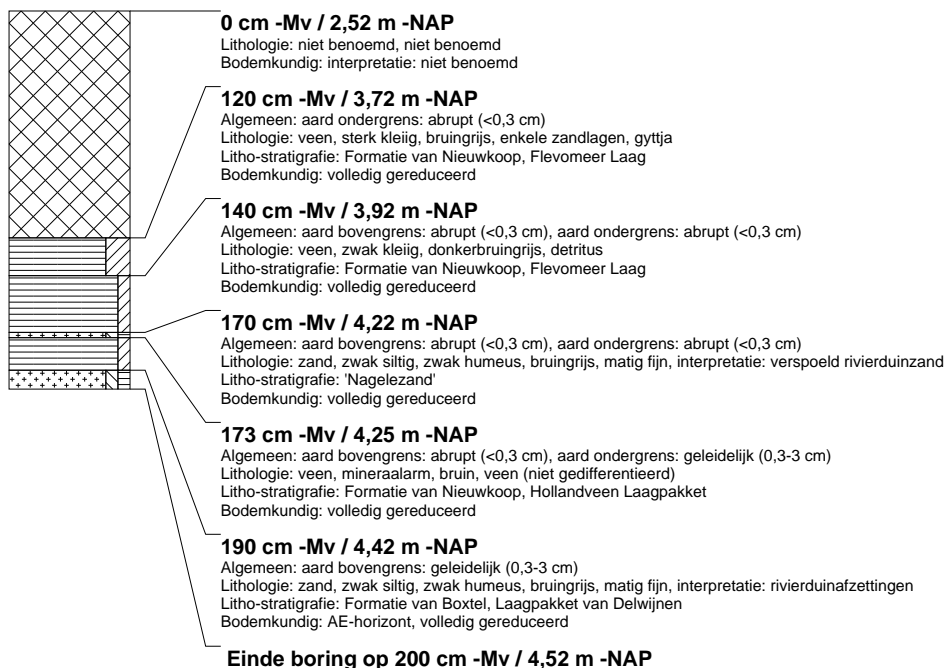 0 cm -Mv / 2,52 m -NAP
Lithologie: niet benoemd, niet benoemd
Bodemkundig: interpretatie: niet benoemd
120 cm -Mv / 3,72 m -NAP
Algemeen: aard ondergrens: abrupt (<0,3 cm)
Lithologie: veen, sterk kleiig, bruingrijs, enkele zandlagen, gyttja
Litho-stratigrafie: Formatie van Nieuwkoop, Flevomeer Laag
Bodemkundig: volledig gereduceerd
140 cm -Mv / 3,92 m -NAP
Algemeen: aard bovengrens: abrupt (<0,3 cm), aard ondergrens: abrupt (<0,3 cm)
Lithologie: veen, zwak kleiig, donkerbruingrijs, detritus
Litho-stratigrafie: Formatie van Nieuwkoop, Flevomeer Laag
Bodemkundig: volledig gereduceerd
170 cm -Mv / 4,22 m -NAP
Algemeen: aard bovengrens: abrupt (<0,3 cm), aard ondergrens: abrupt (<0,3 cm)
Lithologie: zand, zwak siltig, zwak humeus, bruingrijs, matig fijn, interpretatie: verspoeld rivierduinzand
Litho-stratigrafie: 'Nagelezand'
Bodemkundig: volledig gereduceerd
173 cm -Mv / 4,25 m -NAP
Algemeen: aard bovengrens: abrupt (<0,3 cm), aard ondergrens: geleidelijk (0,3-3 cm)
Lithologie: veen, mineraalarm, bruin, veen (niet gedifferentieerd)
Litho-stratigrafie: Formatie van Nieuwkoop, Hollandveen Laagpakket
Bodemkundig: volledig gereduceerd
190 cm -Mv / 4,42 m -NAP
Algemeen: aard bovengrens: geleidelijk (0,3-3 cm)
Lithologie: zand, zwak siltig, zwak humeus, bruingrijs, matig fijn, interpretatie: rivierduinafzettingen
Litho-stratigrafie: Formatie van Boxtel, Laagpakket van Delwijnen
Bodemkundig: AE-horizont, volledig gereduceerd
Einde boring op 200 cm -Mv / 4,52 m -NAP